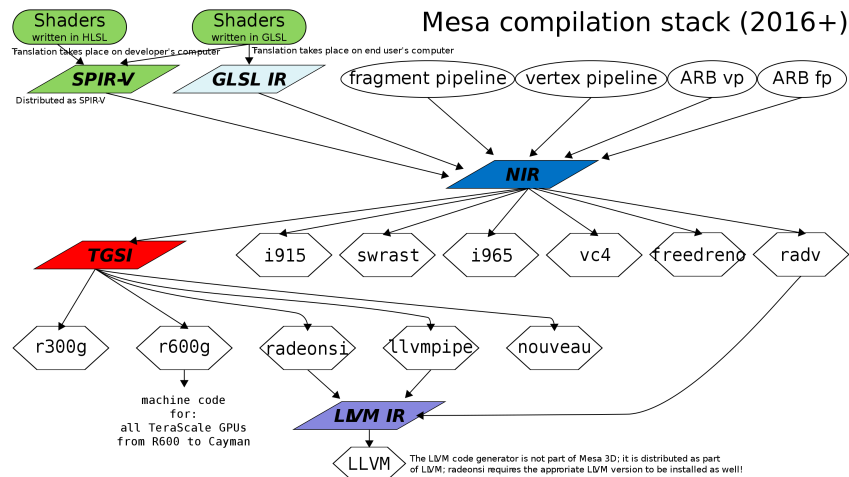 Mesa compilation stack (2016+)
Shaders
written in HLSL
Shaders
written in GLSL
Tanslation takes place on developer's computer
Tanslation takes place on end user's computer
SPIR-V
GLSL IR
fragment pipeline
vertex pipeline
ARB vp
ARB fp
Distributed as SPIR-V
NIR
TGSI
i915
swrast
i965
vc4
freedreno
radv
r300g
r600g
radeonsi
llvmpipe
nouveau
machine code
for:
all TeraScale GPUs
from R600 to Cayman
LLVM IR
LLVM
The LLVM code generator is not part of Mesa 3D; it is distributed as part
of LLVM; radeonsi requires the approriate LLVM version to be installed as well!